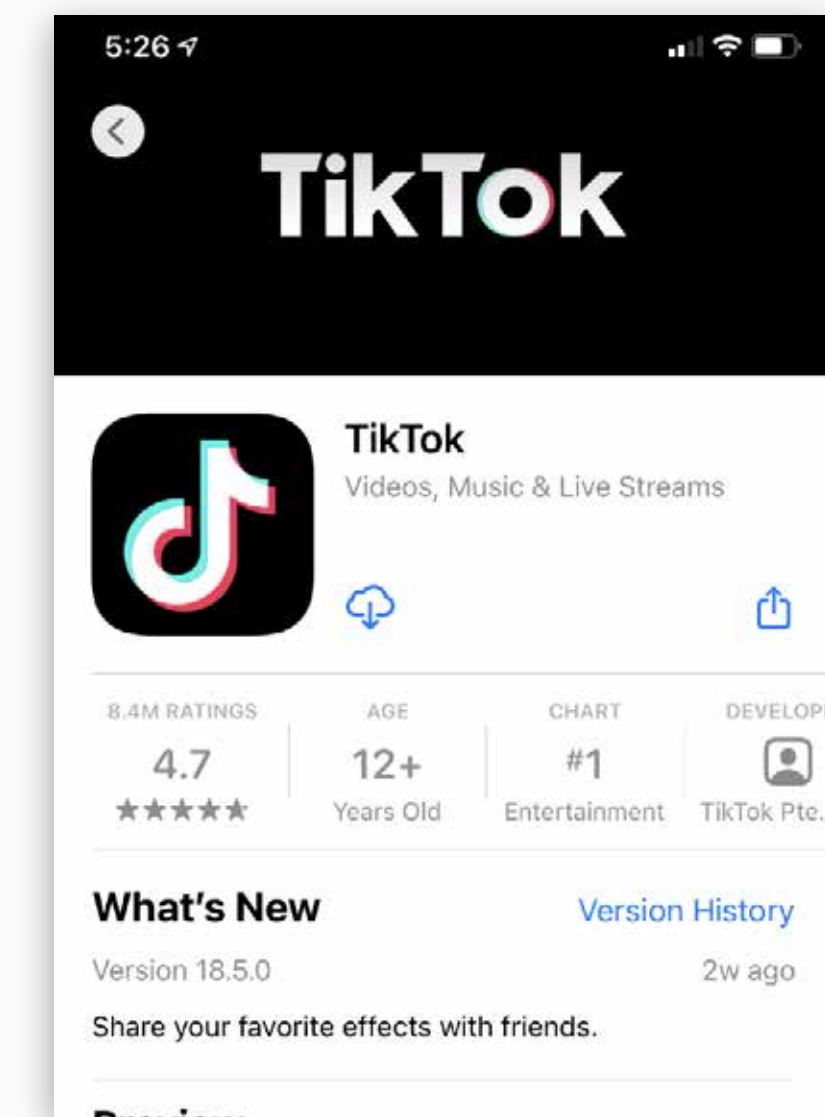 5:26
TikTok
TikTok
Videos, Music & Live Streams
8.4M RATINGS
AGE
CHART
DEVELOP
4.7
12+
#1
Years Old
Entertainment
TikTok Pte.
What's New
Version History
Version 18.5.0
2w ago
Share your favorite effects with friends.